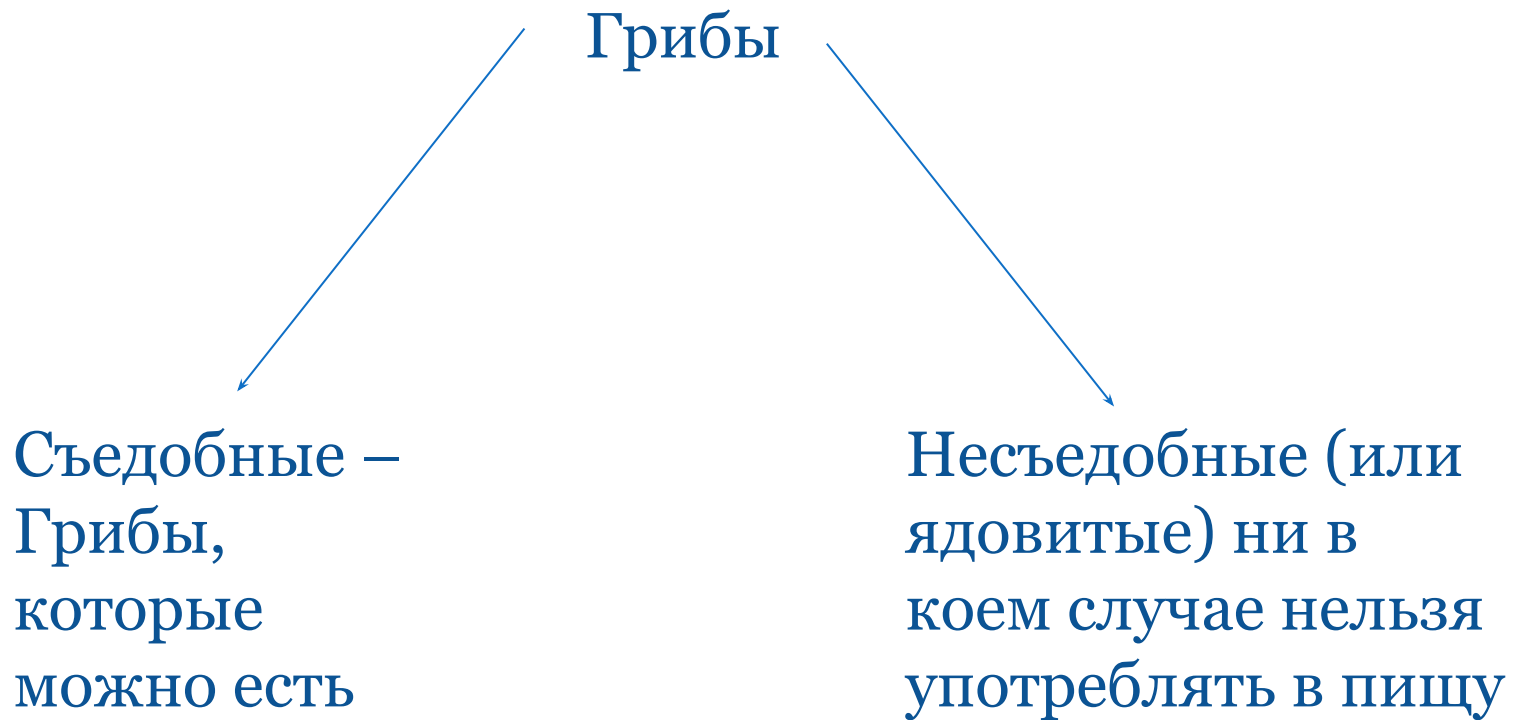 Грибы
Съедобные –
Грибы,
которые
можно есть
Несъедобные (или
ядовитые) ни в
коем случае нельзя
употреблять в пищу